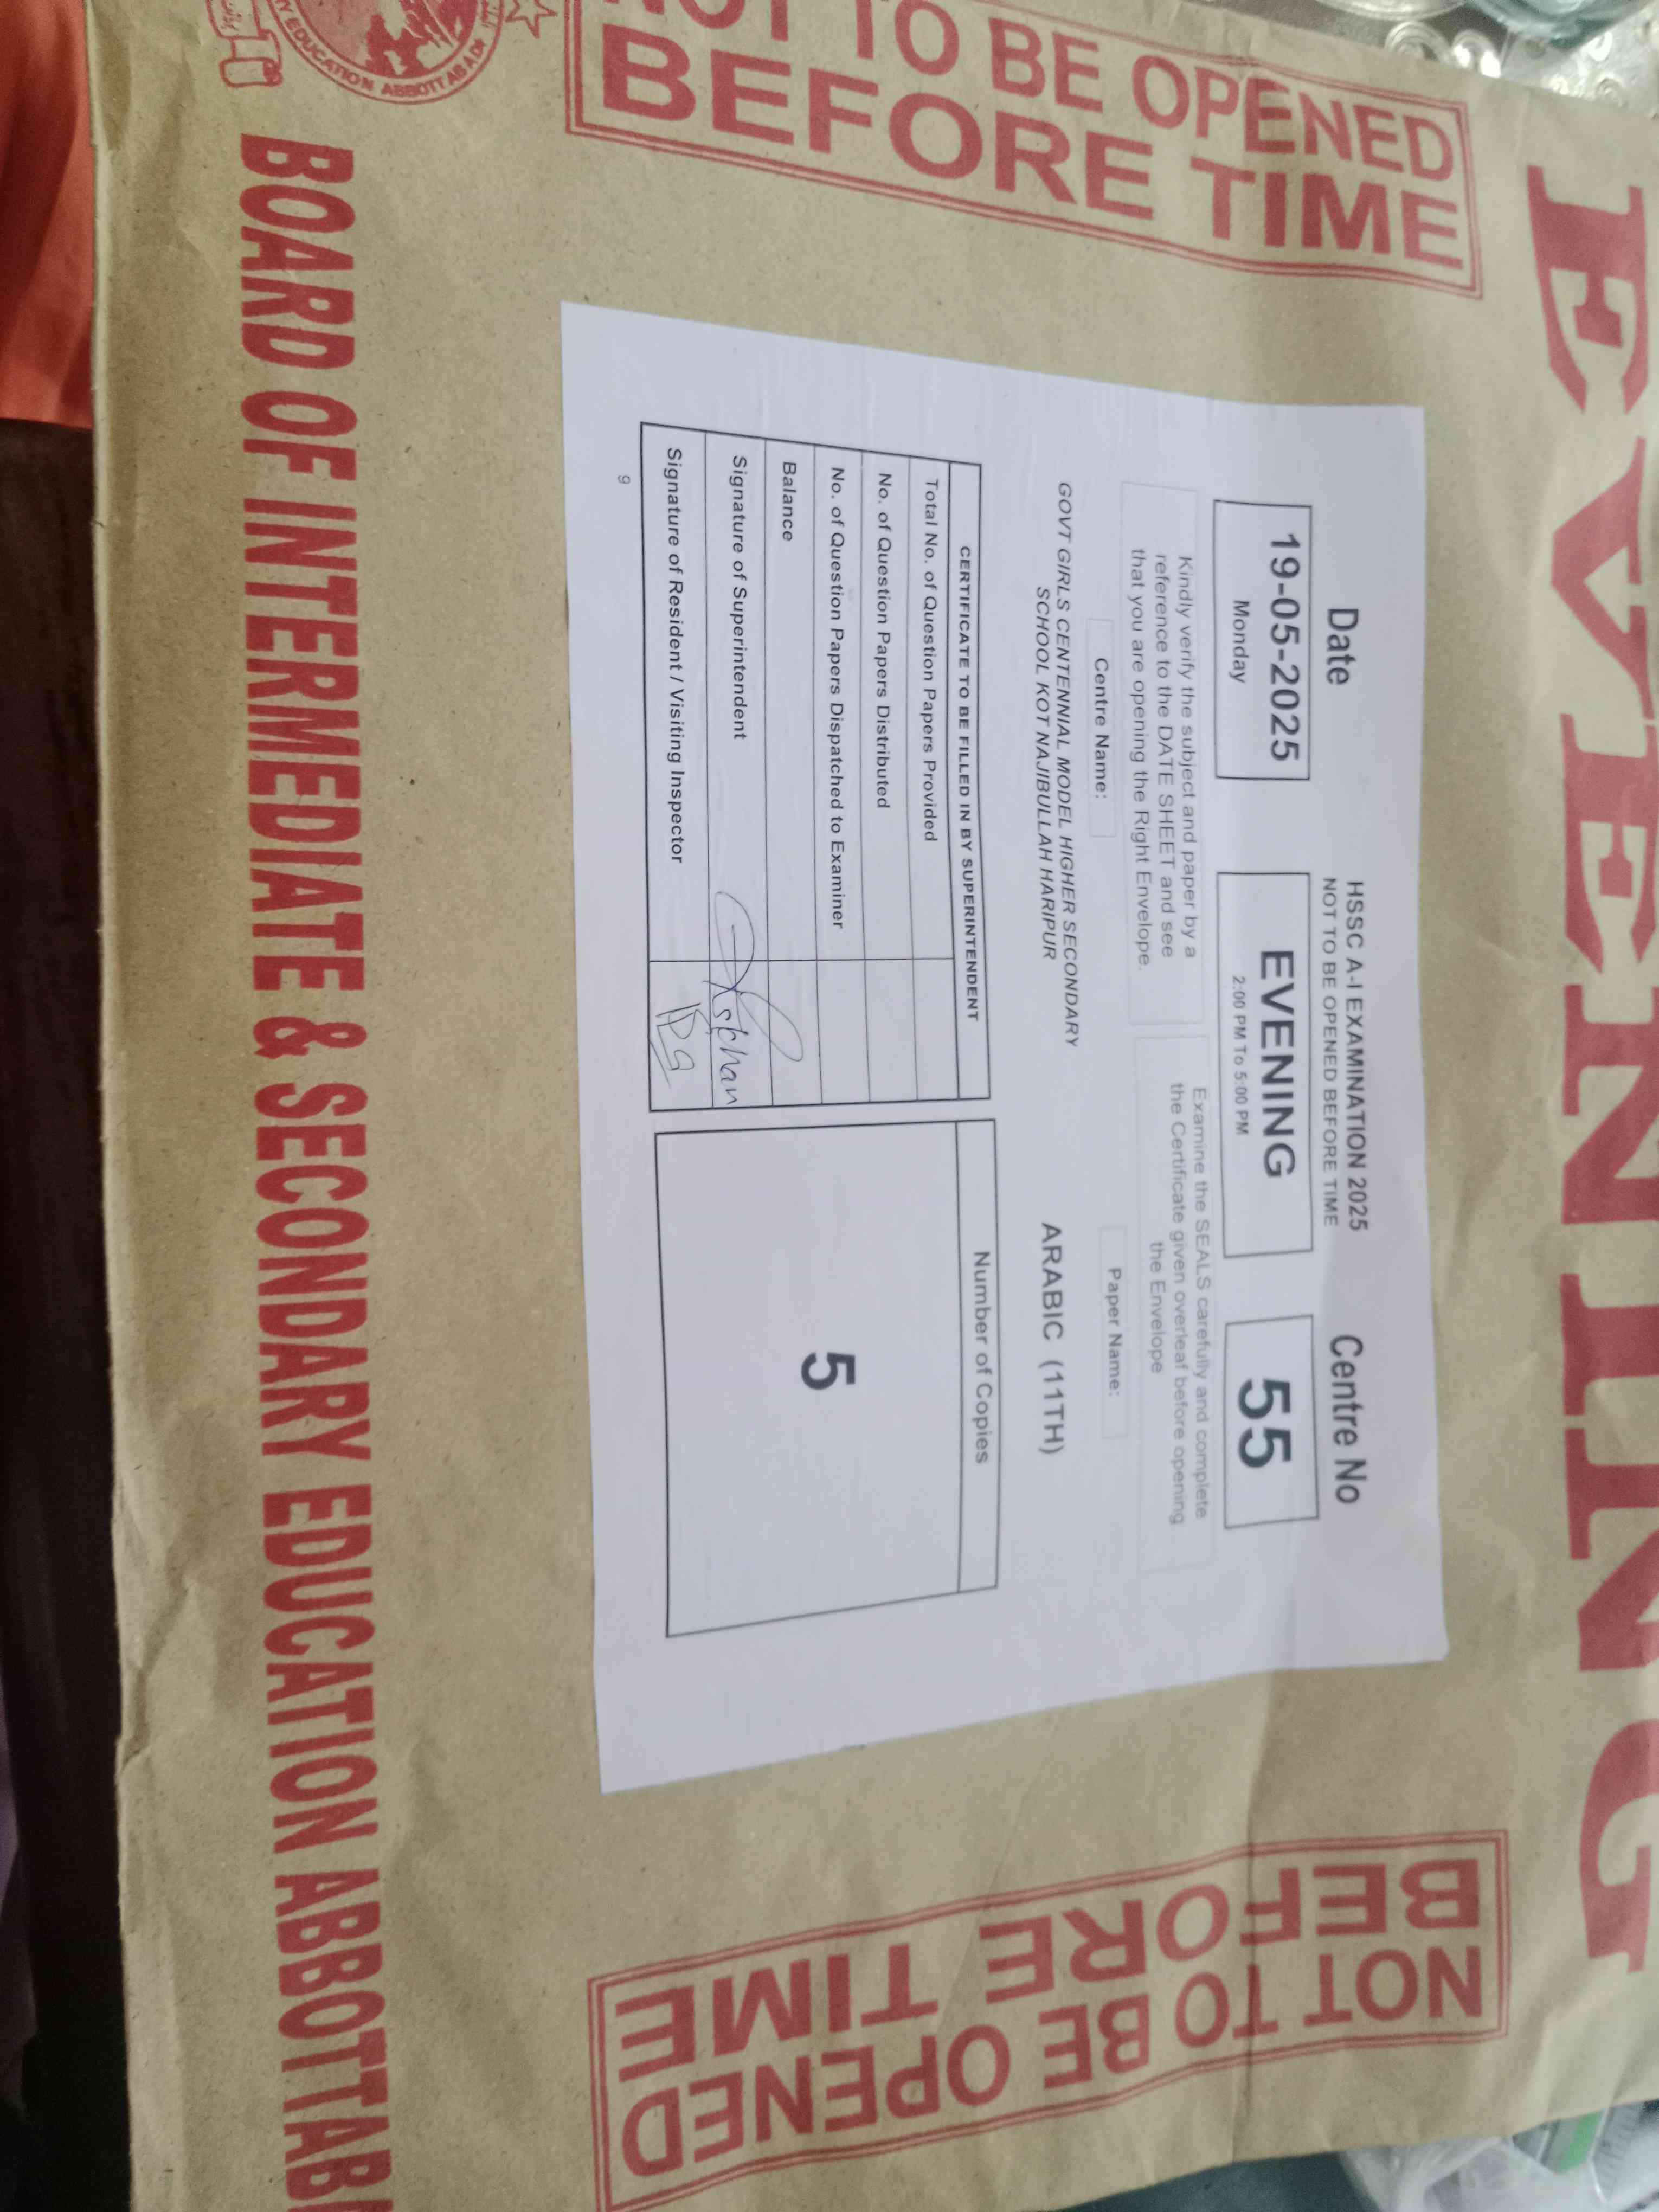 EVENING
NOT TO BE OPENED
BEFORE TIME
Date
19-05-2025
Monday
HSSC A-I EXAMINATION 2025
NOT TO BE OPENED BEFORE TIME
EVENING
2:00 PM To 5:00 PM
Centre No
55
Kindly verify the subject and paper by a
reference to the DATE SHEET and see
that you are opening the Right Envelope.
Examine the SEALS carefully and complete
the Certificate given overleaf before opening
the Envelope
Centre Name:
GOVT GIRLS CENTENNIAL MODEL HIGHER SECONDARY
SCHOOL KOT NAJIBULLAH HARIPUR
Paper Name:
ARABIC (11TH)
CERTIFICATE TO BE FILLED IN BY SUPERINTENDENT
Total No. of Question Papers Provided
No. of Question Papers Distributed
No. of Question Papers Dispatched to Examiner
Balance
Signature of Superintendent
Signature of Resident / Visiting Inspector
Number of Copies
5
9
NOT TO BE OPENED
BEFORE TIME
EDUCATION ABBOTTABAD
BOARD OF INTERMEDIATE & SECONDARY EDUCATION ABBOTTAB